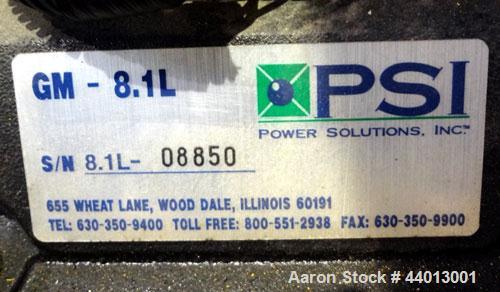 GM - 8.1L
PSI
POWER SOLUTIONS, INC™
S/N 8.1L- 08850
655 WHEAT LANE, WOOD DALE, ILLINOIS 60191
TEL: 630-350-9400 TOLL FREE: 800-551-2938 FAX: 630-350-9900
Aaron Stock # 44013001